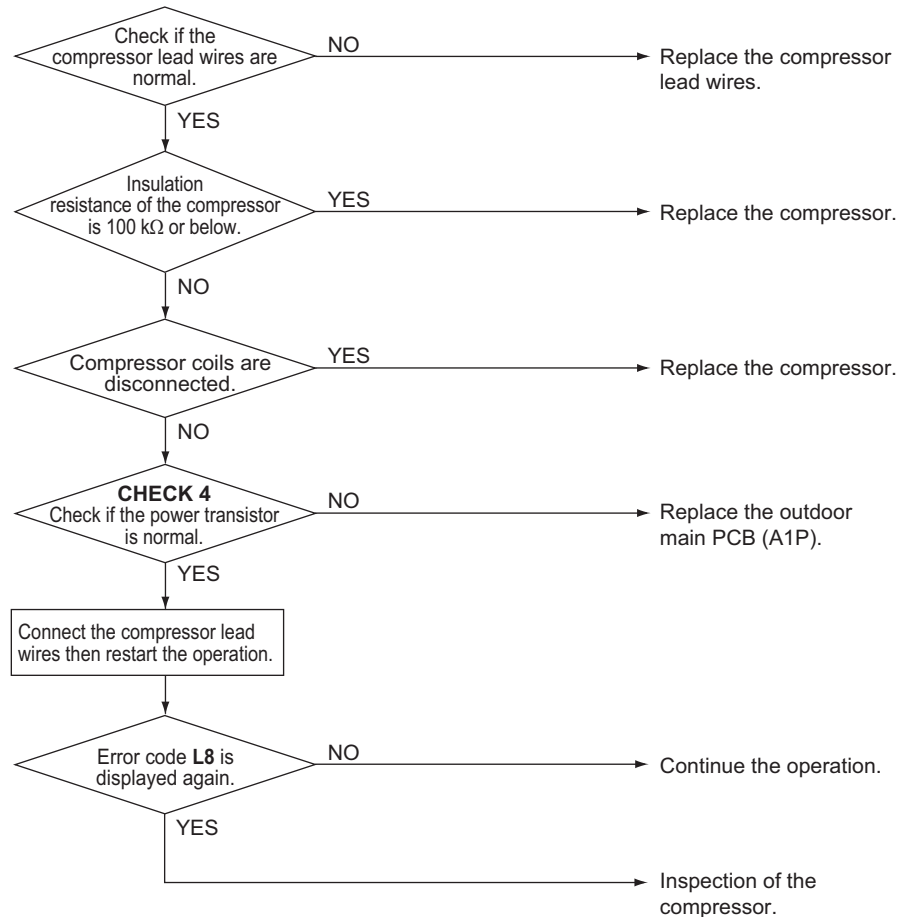 Check if the
compressor lead wires are
normal.
NO
Replace the compressor
lead wires.
YES
Insulation
resistance of the compressor
is 100 kΩ or below.
YES
Replace the compressor.
NO
Compressor coils are
disconnected.
YES
Replace the compressor.
NO
CHECK 4
Check if the power transistor
is normal.
NO
Replace the outdoor
main PCB (A1P).
YES
Connect the compressor lead
wires then restart the operation.
Error code L8 is
displayed again.
NO
Continue the operation.
YES
Inspection of the
compressor.